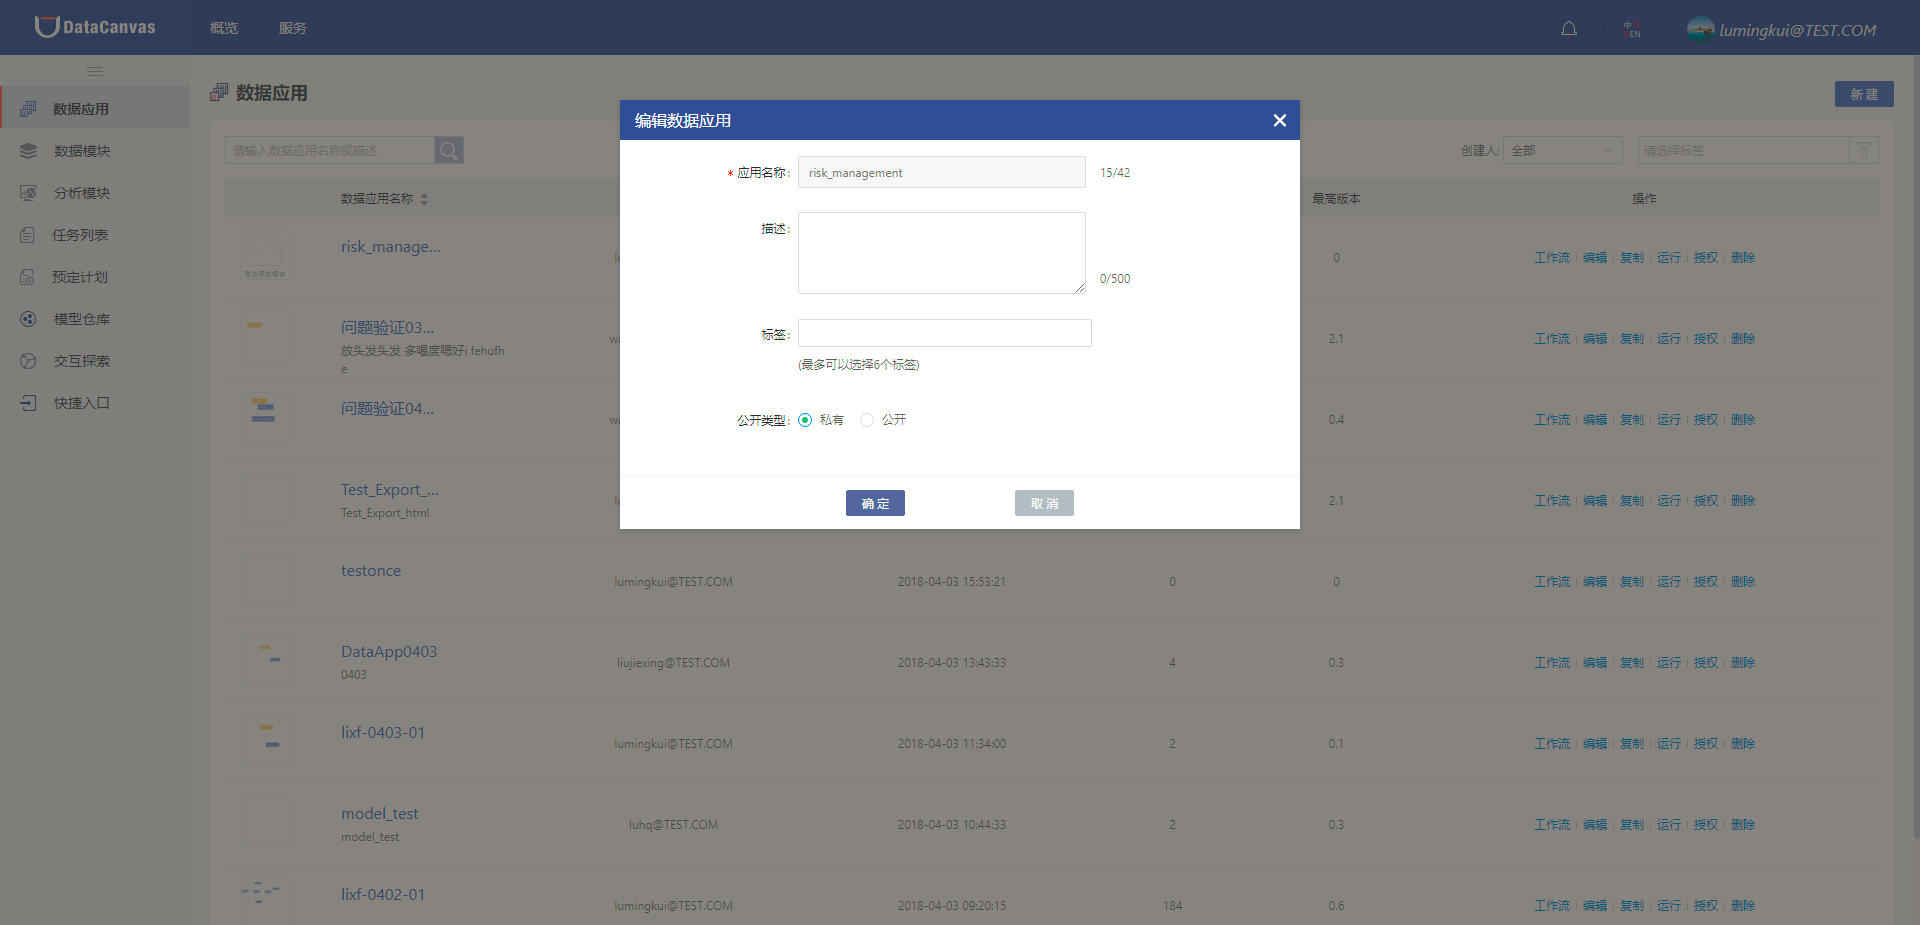 DataCanvas
概览
服务
中
EN
lumingkui@TEST.COM
数据应用
数据模块
分析模块
任务列表
预定计划
模型仓库
交互探索
快捷入口
数据应用
新 建
请输入数据应用名称或描述
创建人:
全部
请选择标签
数据应用名称
最高版本
操作
risk_manage...
0
工作流 编辑 复制 运行 授权 删除
问题验证03...
放头发头发 多喝度嗯好i fehufh
e
2.1
工作流 编辑 复制 运行 授权 删除
问题验证04...
0.4
工作流 编辑 复制 运行 授权 删除
Test_Export_...
Test_Export_html
2.1
工作流 编辑 复制 运行 授权 删除
testonce
lumingkui@TEST.COM
2018-04-03 15:53:21
0
0
工作流 编辑 复制 运行 授权 删除
DataApp0403
0403
liujiexing@TEST.COM
2018-04-03 13:43:33
4
0.3
工作流 编辑 复制 运行 授权 删除
lixf-0403-01
lumingkui@TEST.COM
2018-04-03 11:34:00
2
0.1
工作流 编辑 复制 运行 授权 删除
model_test
model_test
luhq@TEST.COM
2018-04-03 10:44:33
2
0.3
工作流 编辑 复制 运行 授权 删除
lixf-0402-01
lumingkui@TEST.COM
2018-04-03 09:20:15
184
0.6
工作流 编辑 复制 运行 授权 删除
编辑数据应用
* 应用名称:
risk_management
15/42
描述:
0/500
标签:
(最多可以选择6个标签)
公开类型:
私有
公开
确 定
取 消